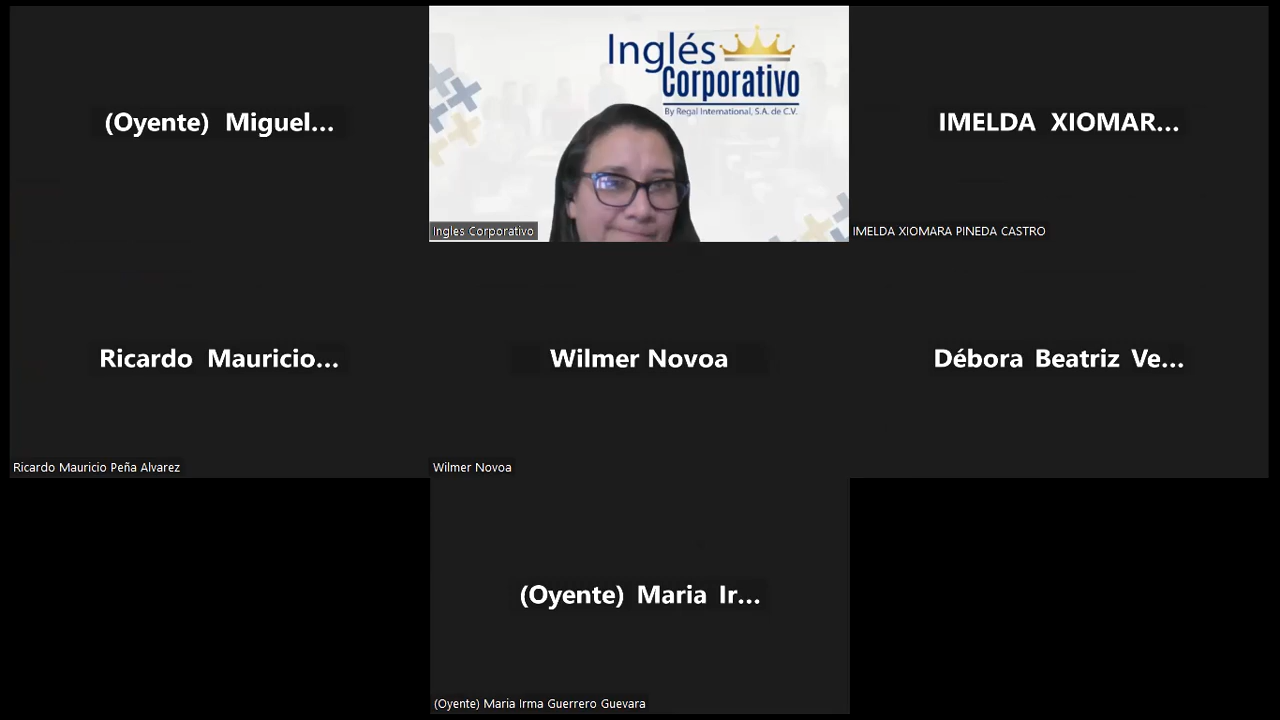 (Oyente) Miguel...
Inglés
Corporativo
By Regal International, S.A. de C.V.
Ingles Corporativo
IMELDA XIOMAR...
IMELDA XIOMARA PINEDA CASTRO
Ricardo Mauricio...
Ricardo Mauricio Peña Alvarez
Wilmer Novoa
Wilmer Novoa
Débora Beatriz Ve...
(Oyente) Maria Ir...
(Oyente) Maria Irma Guerrero Guevara